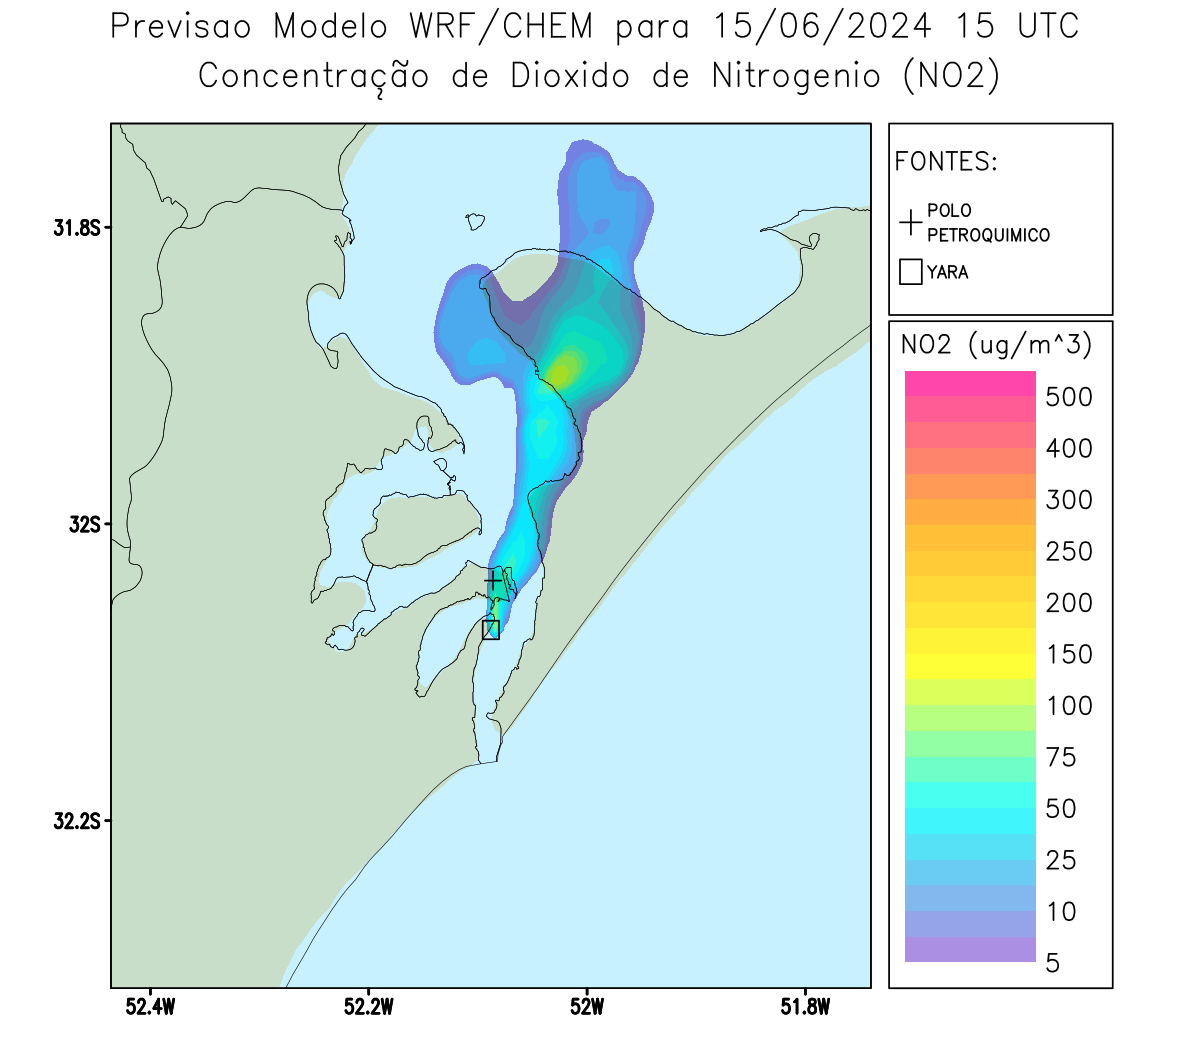 Previsao Modelo WRF/CHEM para 15/06/2024 15 UTC
Concentração de Dioxido de Nitrogenio (NO2)
FONTES:
POLO
PETROQUIMICO
YARA
NO2 (ug/m^3)
500
400
300
250
200
150
100
75
50
25
10
5
31.8S
32S
32.2S
52.4W
52.2W
52W
51.8W